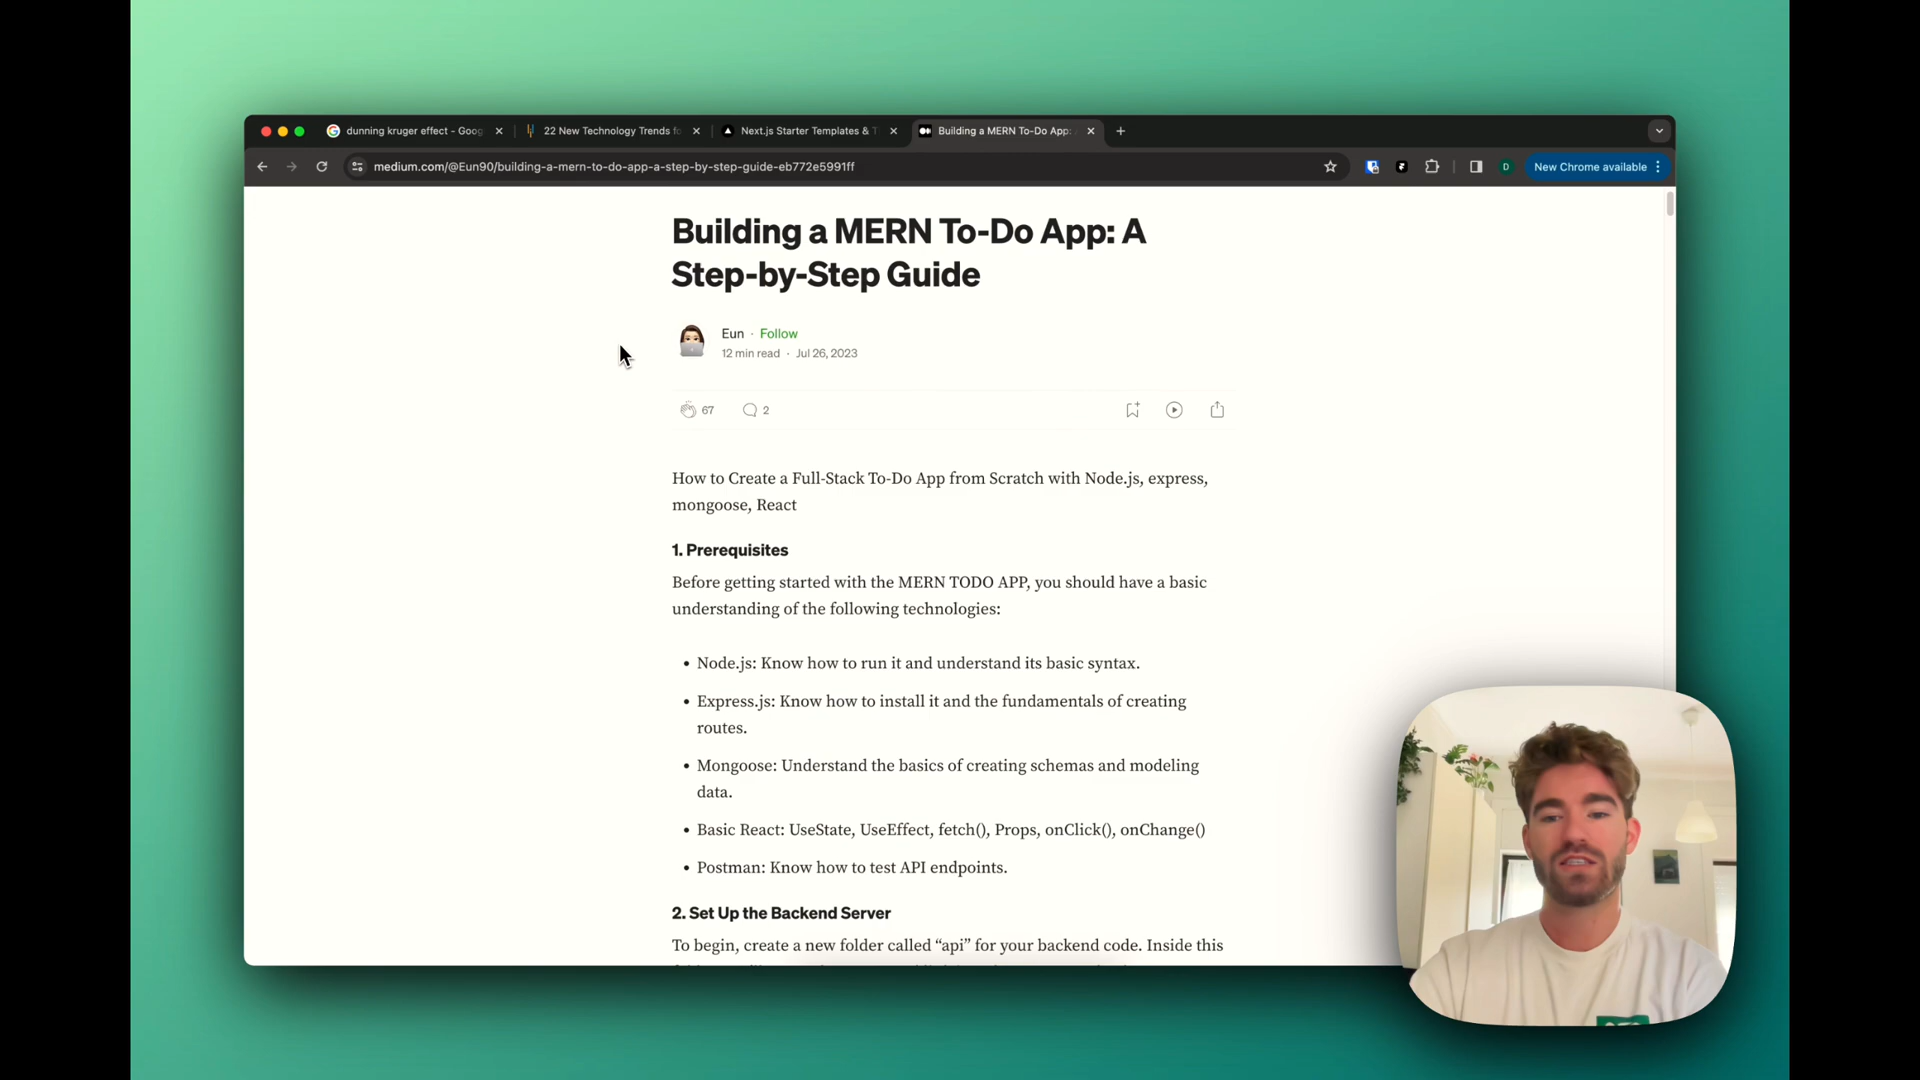 dunning kruger effect - Goog
22 New Technology Trends fo
Next.js Starter Templates & T
Building a MERN To-Do App:
medium.com/@Eun90/building-a-mern-to-do-app-a-step-by-step-guide-eb772e5991ff
D
New Chrome available
Building a MERN To-Do App: A
Step-by-Step Guide
Eun · Follow
12 min read · Jul 26, 2023
67
2
How to Create a Full-Stack To-Do App from Scratch with Node.js, express,
mongoose, React
1. Prerequisites
Before getting started with the MERN TODO APP, you should have a basic
understanding of the following technologies:
• Node.js: Know how to run it and understand its basic syntax.
• Express.js: Know how to install it and the fundamentals of creating
routes.
• Mongoose: Understand the basics of creating schemas and modeling
data.
• Basic React: UseState, UseEffect, fetch(), Props, onClick(), onChange()
• Postman: Know how to test API endpoints.
2. Set Up the Backend Server
To begin, create a new folder called “api” for your backend code. Inside this